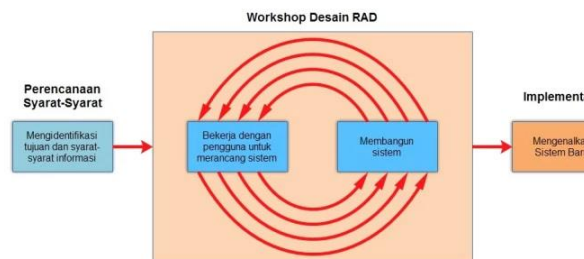 Workshop Desain RAD
Perencanaan
Syarat-Syarat
Mengidentifikasi
tujuan dan syarat-
syarat informasi
Bekerja dengan
pengguna untuk
merancang sistem
Membangun
sistem
Implementa
Mengenalka
Sistem Bar